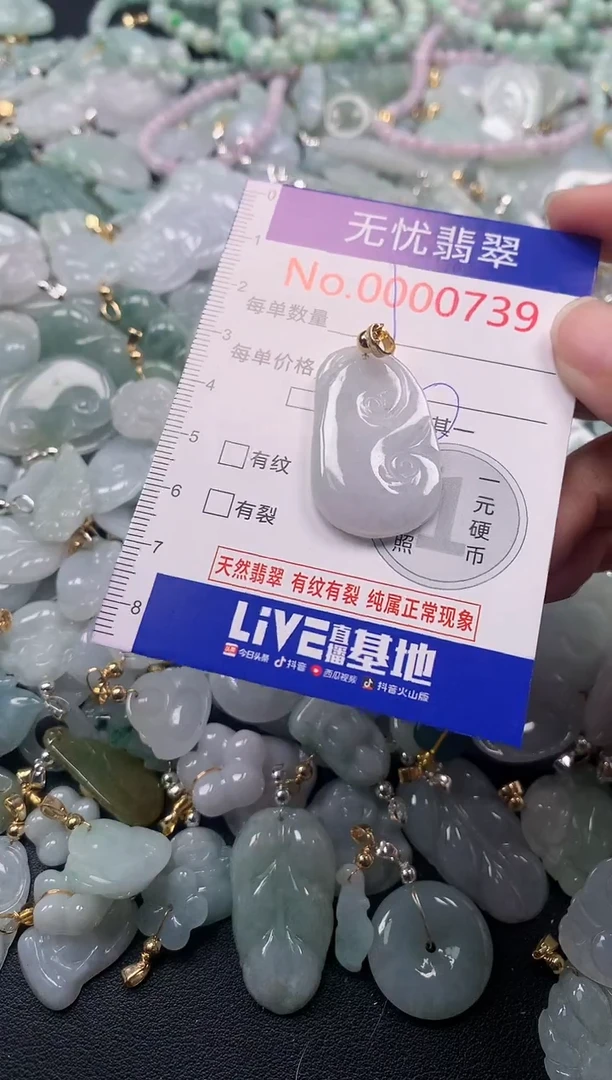 无忧翡翠
No.0000739
每单数量
每单价格
其一
有纹
有裂
一元硬币
1
照
天然翡翠 有纹有裂 纯属正常现象
LiVE直播基地
今日头条 抖音 西瓜视频 抖音火山版
0
1
2
3
4
5
6
7
8